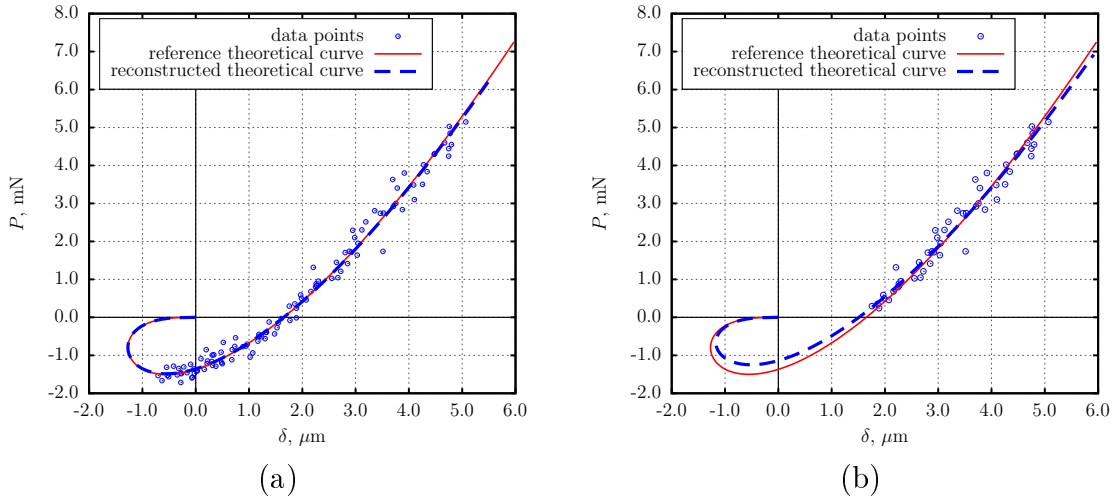 8.0
7.0
6.0
5.0
4.0
3.0
2.0
1.0
0.0
-1.0
-2.0
P, mN
data points
reference theoretical curve
reconstructed theoretical curve
-2.0 -1.0 0.0 1.0 2.0 3.0 4.0 5.0 6.0
δ, μm
(a)
8.0
7.0
6.0
5.0
4.0
3.0
2.0
1.0
0.0
-1.0
-2.0
P, mN
data points
reference theoretical curve
reconstructed theoretical curve
-2.0 -1.0 0.0 1.0 2.0 3.0 4.0 5.0 6.0
δ, μm
(b)